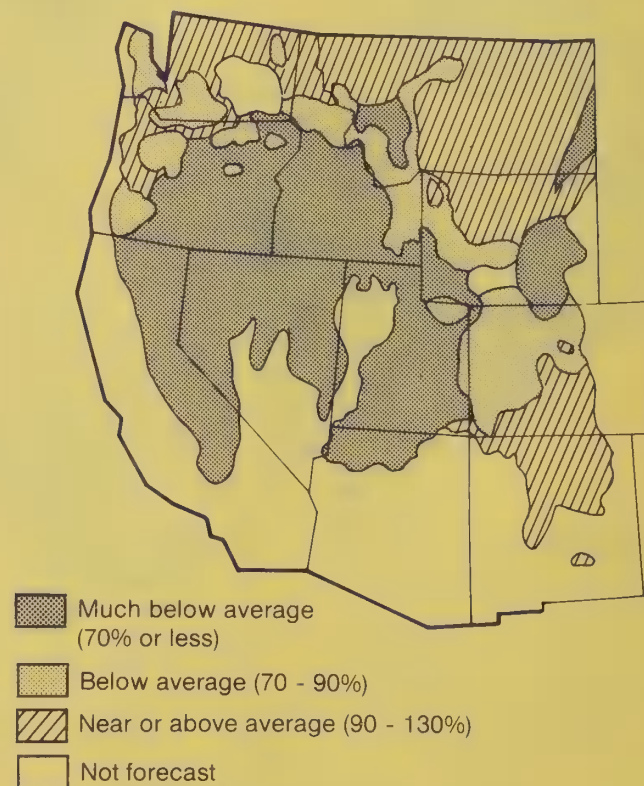 Much below average
(70% or less)
Below average (70 - 90%)
Near or above average (90 - 130%)
Not forecast